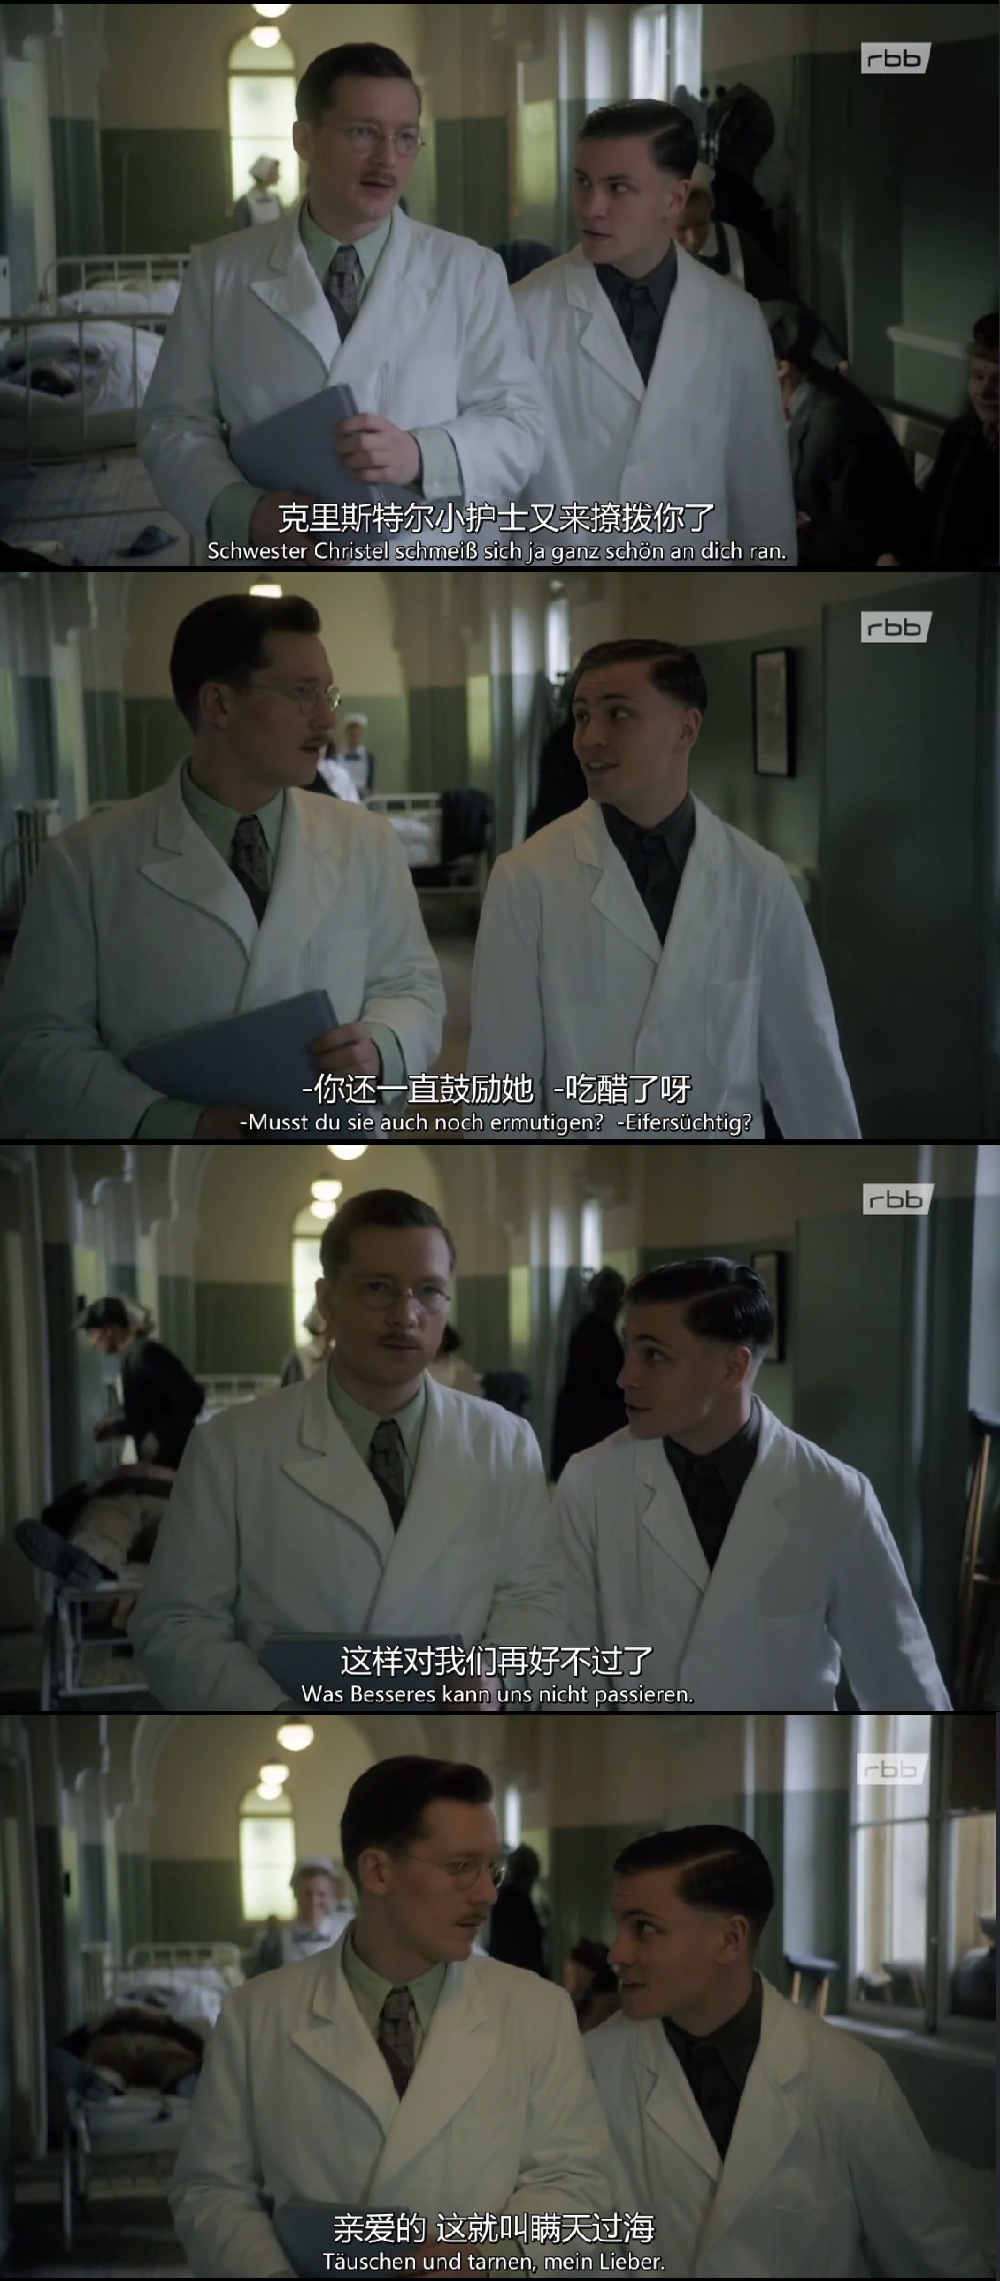 rbb
克里斯特尔小护士又来撩拨你了
Schwester Christel schmeiß sich ja ganz schön an dich ran.
rbb
-你还一直鼓励她 -吃醋了呀
-Musst du sie auch noch ermutigen? -Eifersüchtig?
rbb
这样对我们再好不过了
Was Besseres kann uns nicht passieren.
rbb
亲爱的 这就叫瞒天过海
Täuschen und tarnen, mein Lieber.